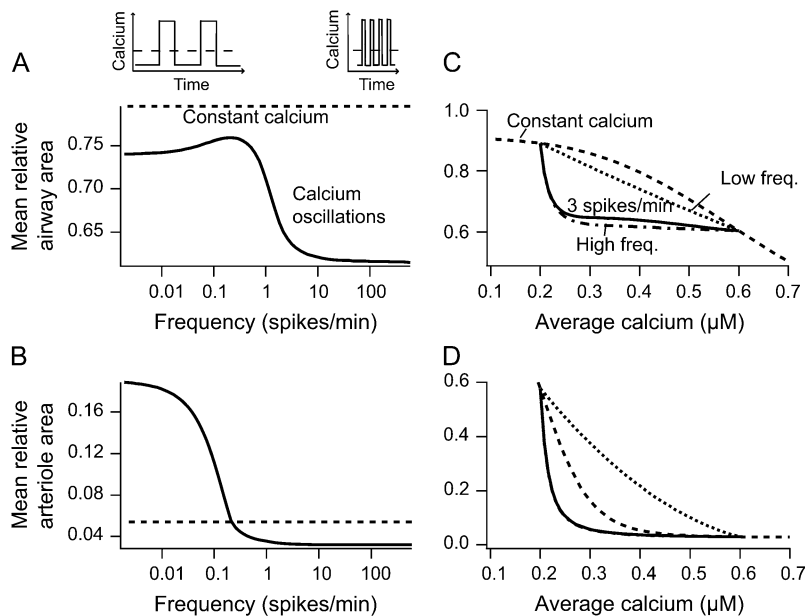 A
Calcium
Time
Calcium
Time
Mean relative
airway area
0.75
0.70
0.65
Constant calcium
Calcium
oscillations
0.01 0.1 1 10 100
Frequency (spikes/min)
C
1.0
0.8
0.6
Constant calcium
Low freq.
3 spikes/min
High freq.
0.1 0.2 0.3 0.4 0.5 0.6 0.7
Average calcium (µM)
B
Mean relative
arteriole area
0.16
0.12
0.08
0.04
0.01 0.1 1 10 100
Frequency (spikes/min)
D
0.6
0.4
0.2
0.0
0.1 0.2 0.3 0.4 0.5 0.6 0.7
Average calcium (µM)